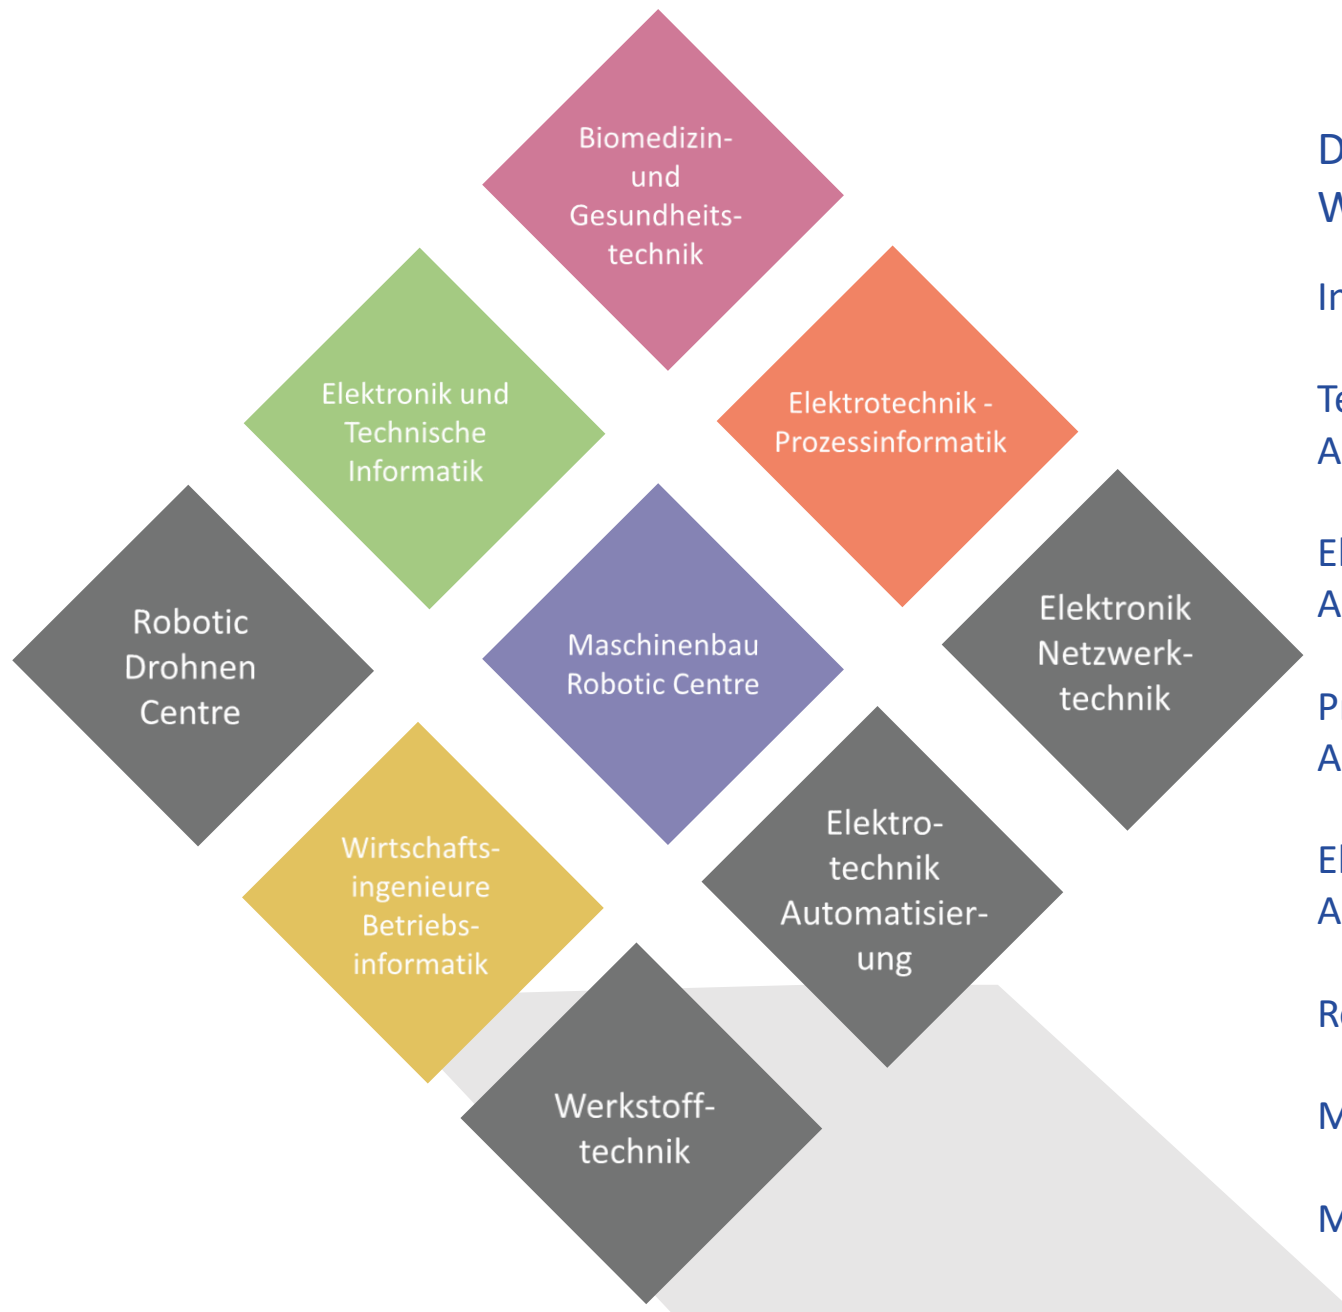 Biomedizin-
und
Gesundheits-
technik
Elektronik und
Technische
Informatik
Elektrotechnik -
Prozessinformatik
Robotic
Drohnen
Centre
Maschinenbau
Robotic Centre
Elektronik
Netzwerk-
technik
Wirtschafts-
ingenieure
Betriebs-
informatik
Elektro-
technik
Automatisier-
ung
Werkstoff-
technik